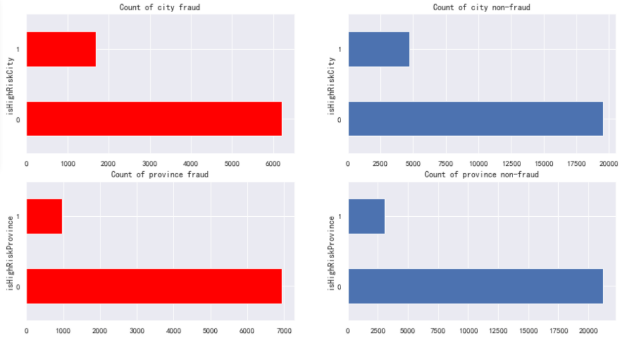 Count of city fraud
isHighRiskCity
1
0
0 1000 2000 3000 4000 5000 6000
Count of city non-fraud
isHighRiskCity
1
0
0 2500 5000 7500 10000 12500 15000 17500 20000
Count of province fraud
isHighRiskProvince
1
0
0 1000 2000 3000 4000 5000 6000 7000
Count of province non-fraud
isHighRiskProvince
1
0
0 2500 5000 7500 10000 12500 15000 17500 20000